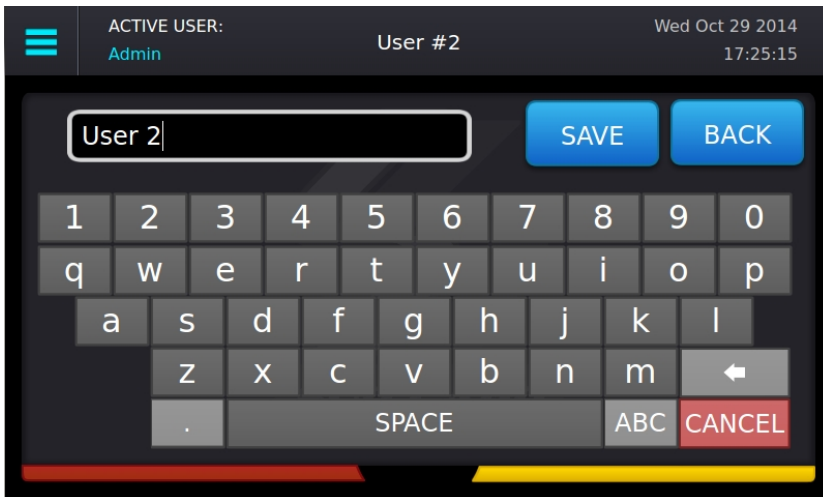 ACTIVE USER:
Admin
User #2
Wed Oct 29 2014
17:25:15
User 2
SAVE
BACK
1 2 3 4 5 6 7 8 9 0
q w e r t y u i o p
a s d f g h j k l
z x c v b n m
. SPACE ABC CANCEL